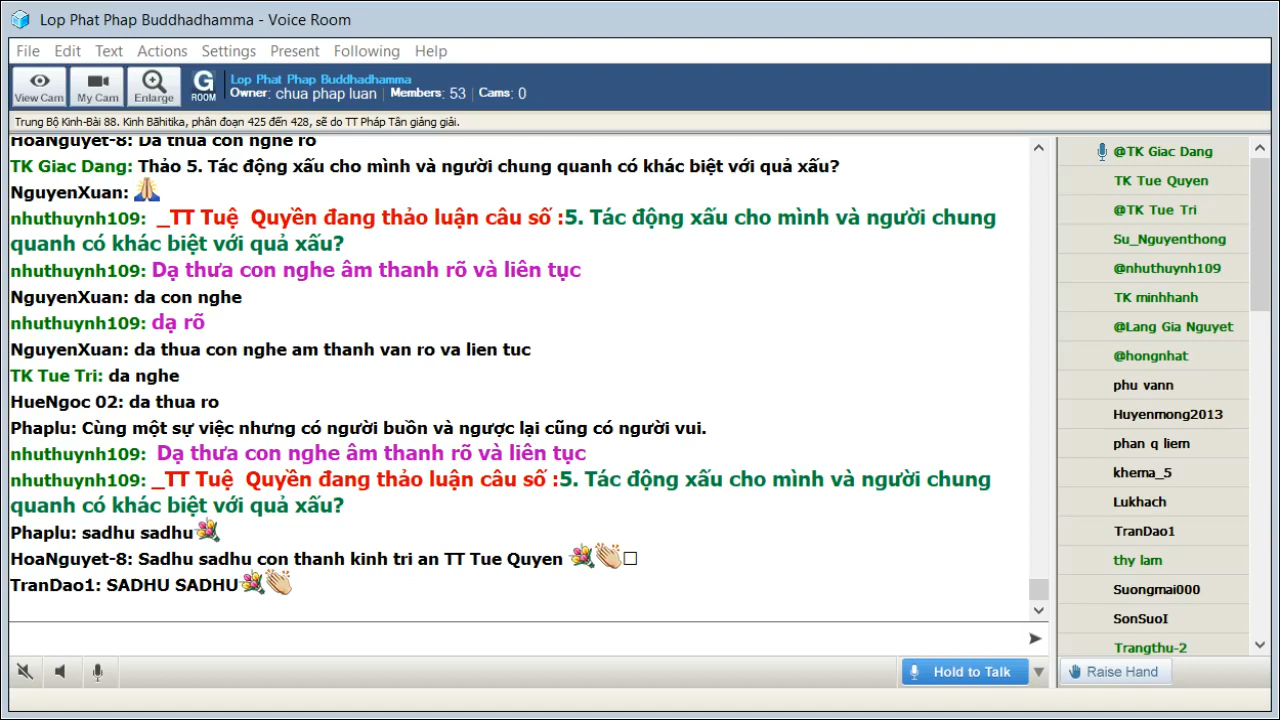 Lop Phat Phap Buddhadhamma - Voice Room
File Edit Text Actions Settings Present Following Help
View Cam My Cam Enlarge G ROOM
Lop Phat Phap Buddhadhamma
Owner: chua phap luan | Members: 53 | Cams: 0
Trung Bộ Kinh-Bài 88. Kinh Bāhitika, phân đoạn 425 đến 428, sẽ do TT Pháp Tân giảng giải.
HoaNguyet-8: Da thua con nghe ro
TK Giac Dang: Thảo 5. Tác động xấu cho mình và người chung quanh có khác biệt với quả xấu?
NguyenXuan: 🙏
nhuthuynh109: _TT Tuệ Quyền đang thảo luận câu số :5. Tác động xấu cho mình và người chung
quanh có khác biệt với quả xấu?
nhuthuynh109: Dạ thưa con nghe âm thanh rõ và liên tục
NguyenXuan: da con nghe
nhuthuynh109: dạ rõ
NguyenXuan: da thua con nghe am thanh van ro va lien tuc
TK Tue Tri: da nghe
HueNgoc 02: da thua ro
Phaplu: Cùng một sự việc nhưng có người buồn và ngược lại cũng có người vui.
nhuthuynh109: Dạ thưa con nghe âm thanh rõ và liên tục
nhuthuynh109: _TT Tuệ Quyền đang thảo luận câu số :5. Tác động xấu cho mình và người chung
quanh có khác biệt với quả xấu?
Phaplu: sadhu sadhu💐
HoaNguyet-8: Sadhu sadhu con thanh kinh tri an TT Tue Quyen 💐👏□
TranDao1: SADHU SADHU💐👏
@TK Giac Dang
TK Tue Quyen
@TK Tue Tri
Su_Nguyenthong
@nhuthuynh109
TK minhhanh
@Lang Gia Nguyet
@hongnhat
phu vann
Huyenmong2013
phan q liem
khema_5
Lukhach
TranDao1
thy lam
Suongmai000
SonSuoI
Trangthu-2
Hold to Talk
Raise Hand